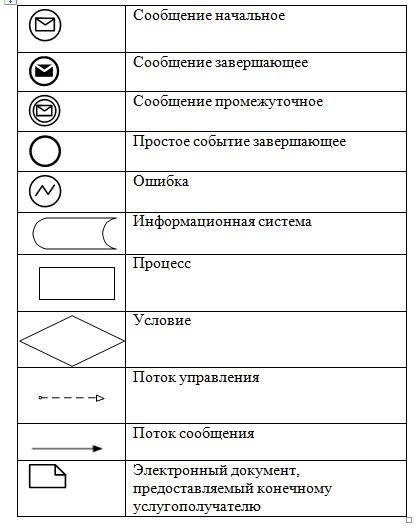 Сообщение начальное
Сообщение завершающее
Сообщение промежуточное
Простое событие завершающее
Ошибка
Информационная система
Процесс
Условие
Поток управления
Поток сообщения
Электронный документ,
предоставляемый конечному
услугополучателю